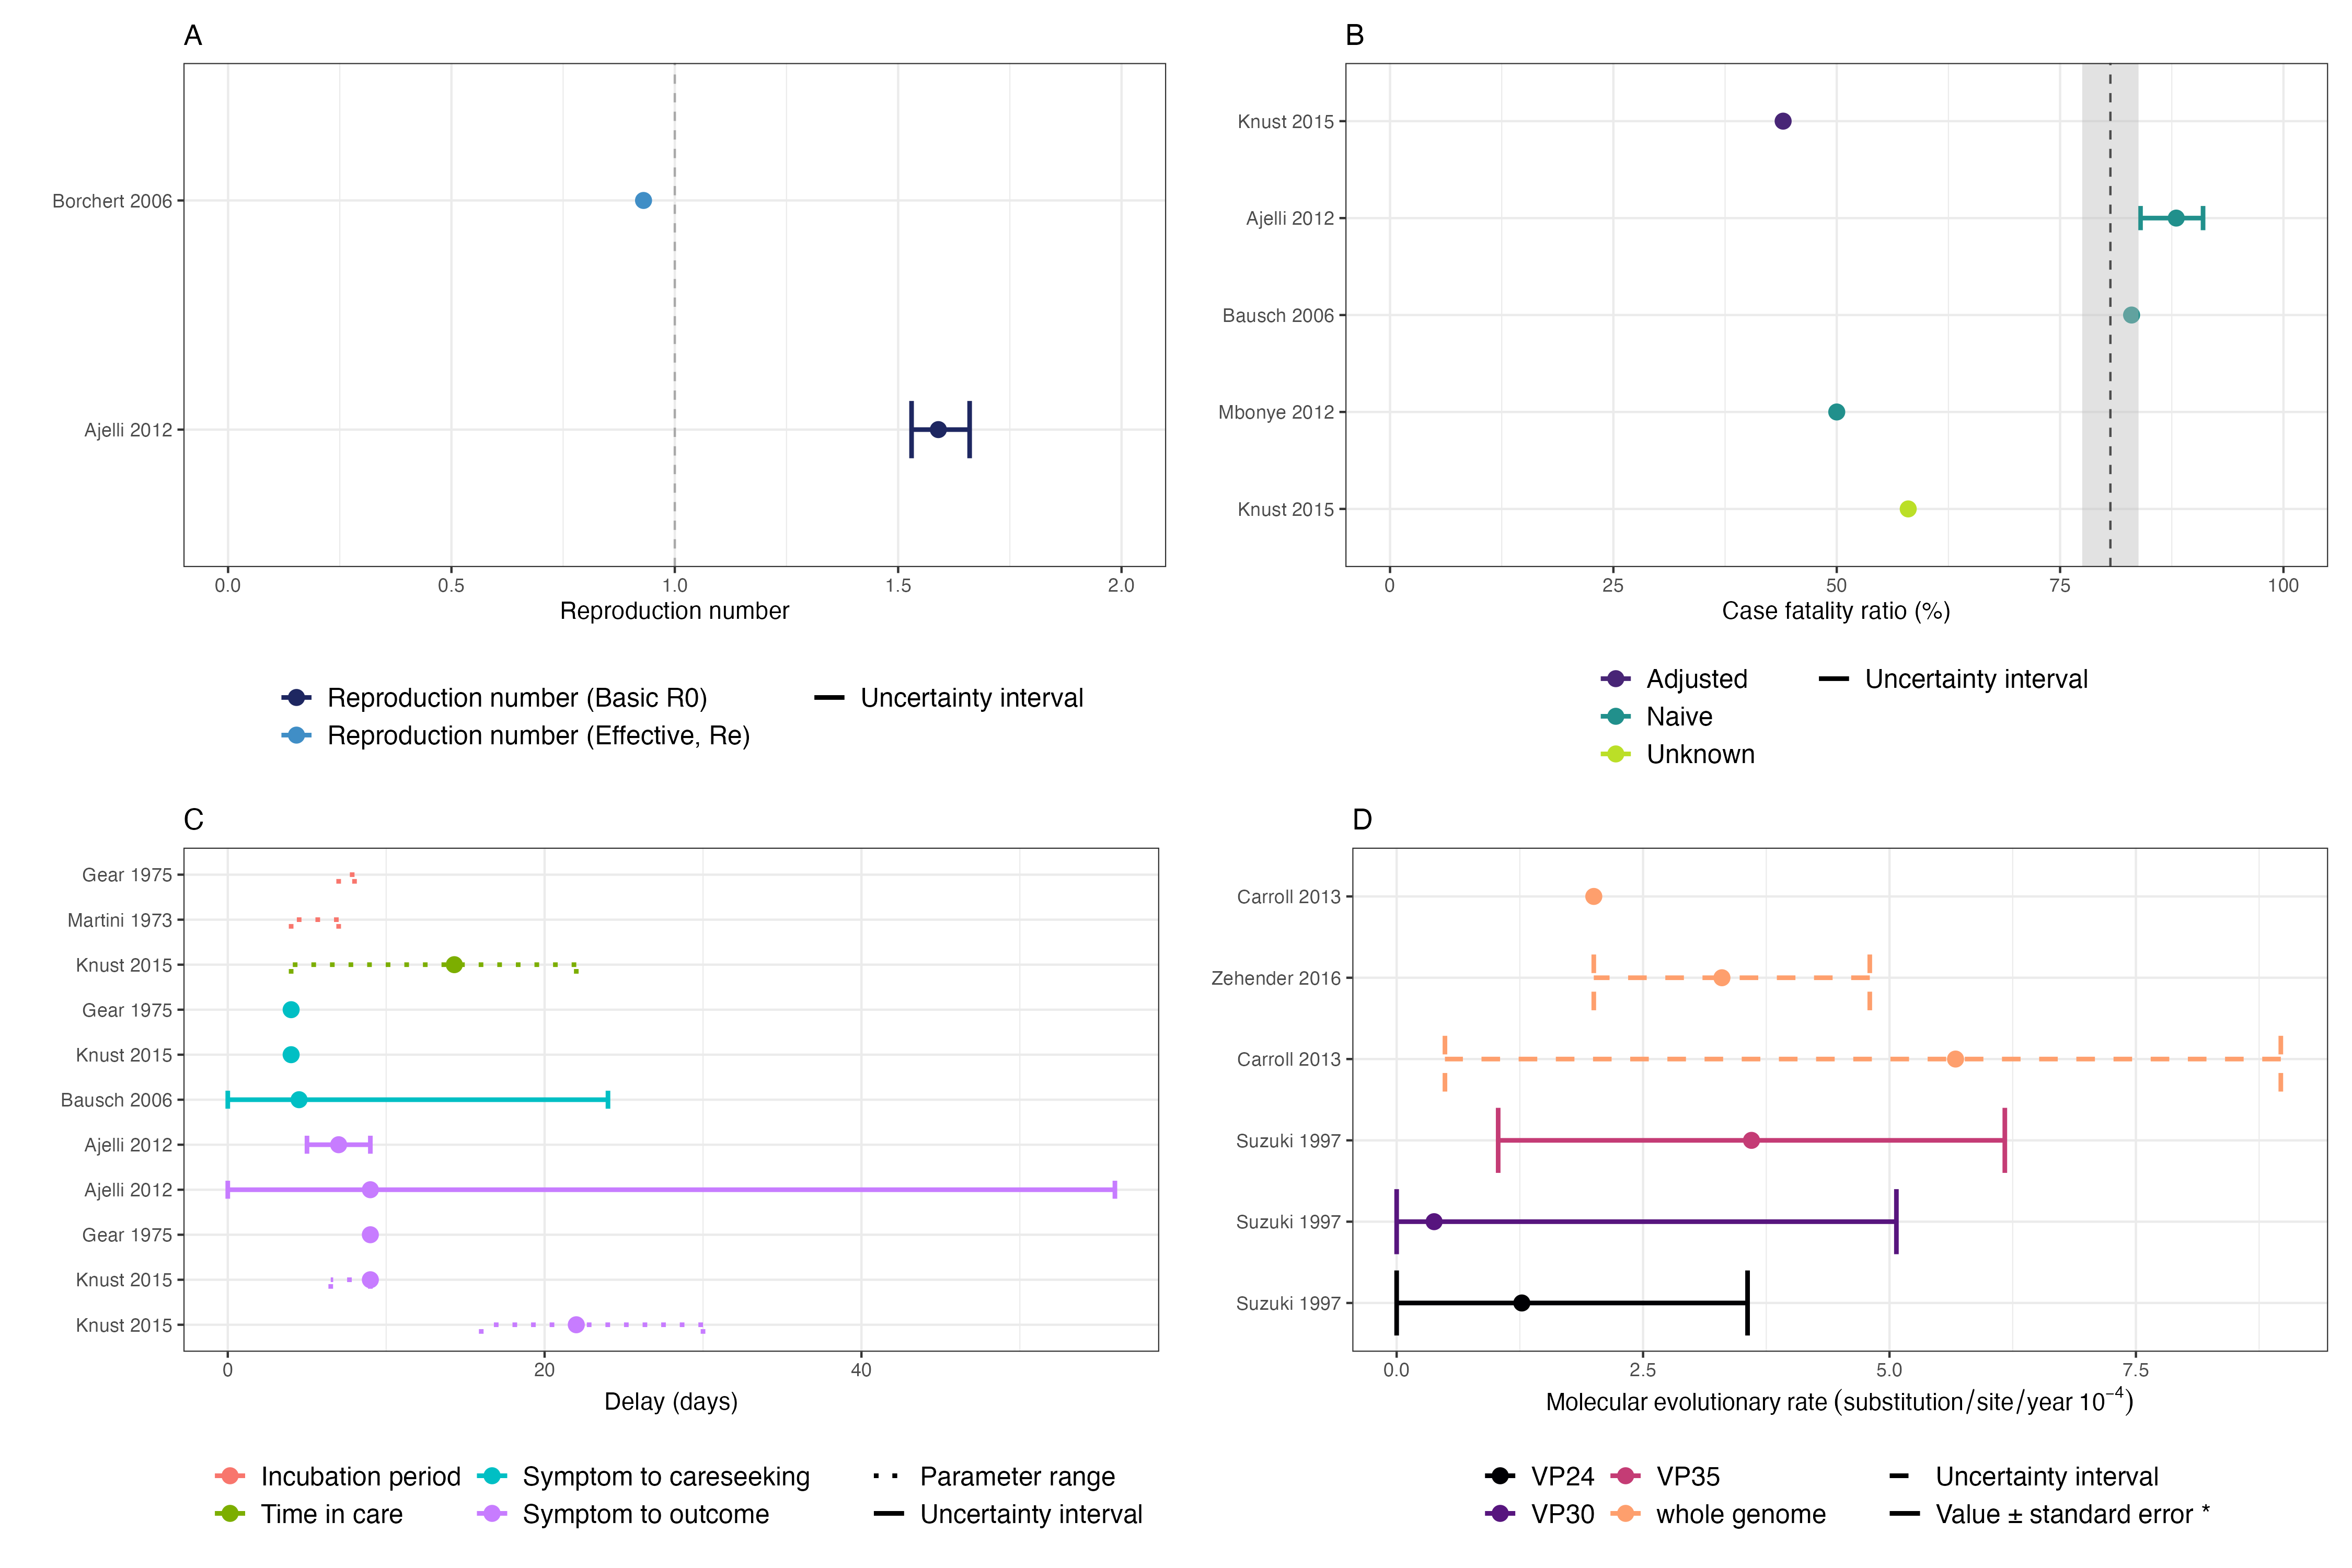 A
Borchert 2006
Ajelli 2012
0.0 0.5 1.0 1.5 2.0
Reproduction number
Reproduction number (Basic R0) Uncertainty interval
Reproduction number (Effective, Re)
B
Knust 2015
Ajelli 2012
Bausch 2006
Mbonye 2012
Knust 2015
0 25 50 75 100
Case fatality ratio (%)
Adjusted Uncertainty interval
Naive
Unknown
C
Gear 1975
Martini 1973
Knust 2015
Gear 1975
Knust 2015
Bausch 2006
Ajelli 2012
Ajelli 2012
Gear 1975
Knust 2015
Knust 2015
0 20 40
Delay (days)
Incubation period Symptom to careseeking Parameter range
Time in care Symptom to outcome Uncertainty interval
D
Carroll 2013
Zehender 2016
Carroll 2013
Suzuki 1997
Suzuki 1997
Suzuki 1997
0.0 2.5 5.0 7.5
Molecular evolutionary rate (substitution/site/year 10⁻⁴)
VP24 VP35 Uncertainty interval
VP30 whole genome Value ± standard error *